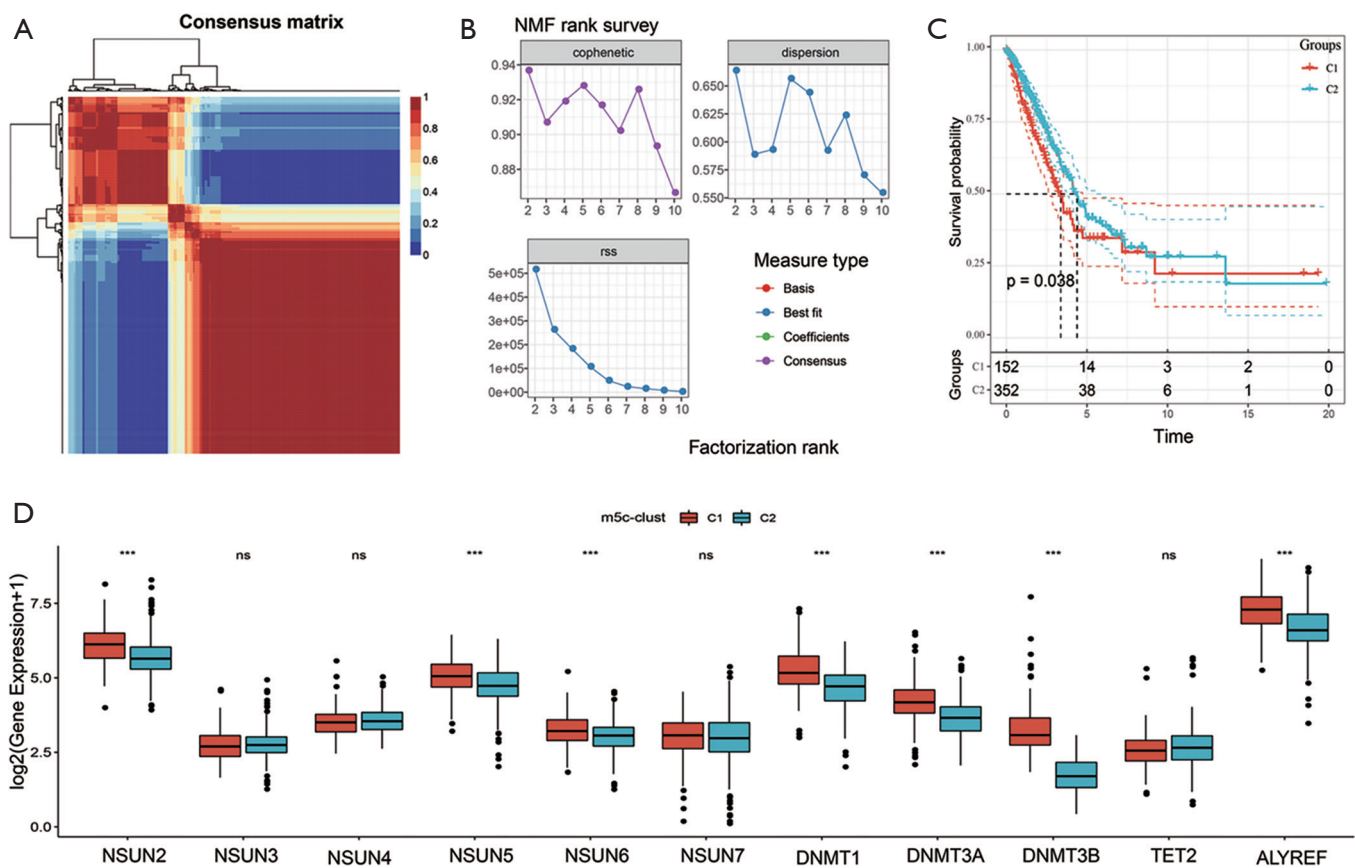 A
Consensus matrix
1
0.8
0.6
0.4
0.2
0
B
NMF rank survey
cophenetic
0.94
0.92
0.90
0.88
2 3 4 5 6 7 8 9 10
dispersion
0.650
0.625
0.600
0.575
0.550
2 3 4 5 6 7 8 9 10
rss
5e+05
4e+05
3e+05
2e+05
1e+05
0e+00
2 3 4 5 6 7 8 9 10
Measure type
Basis
Best fit
Coefficients
Consensus
Factorization rank
C
Groups
C1
C2
Survival probability
1.00
0.75
0.50
0.25
0.00
p = 0.038
Groups
C1 152 14 3 2 0
C2 352 38 6 1 0
0 5 10 15 20
Time
D
m5c-clust C1 C2
*** ns ns *** *** ns *** *** *** ns ***
log2(Gene Expression+1)
7.5
5.0
2.5
0.0
NSUN2 NSUN3 NSUN4 NSUN5 NSUN6 NSUN7 DNMT1 DNMT3A DNMT3B TET2 ALYREF